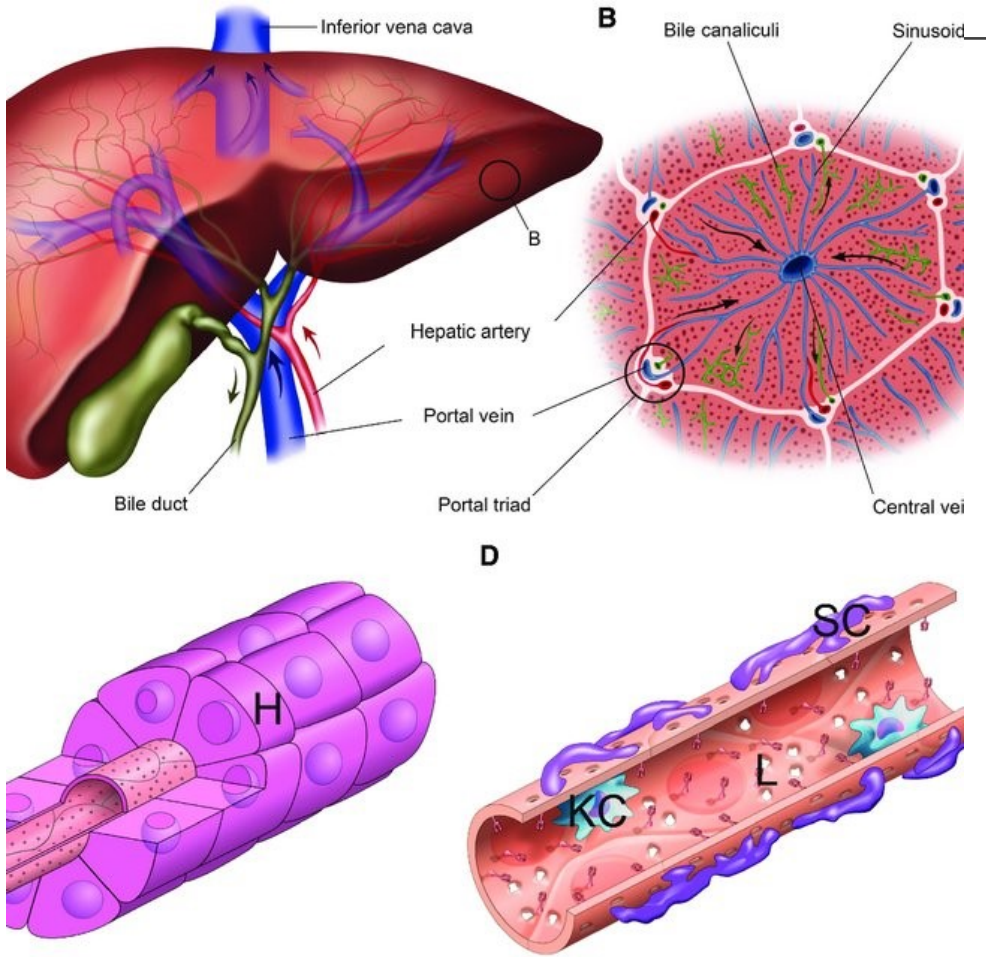 Inferior vena cava
B
Bile canaliculi
Sinusoid
B
Hepatic artery
Portal vein
Bile duct
Portal triad
Central vei
D
SC
H
L
KC